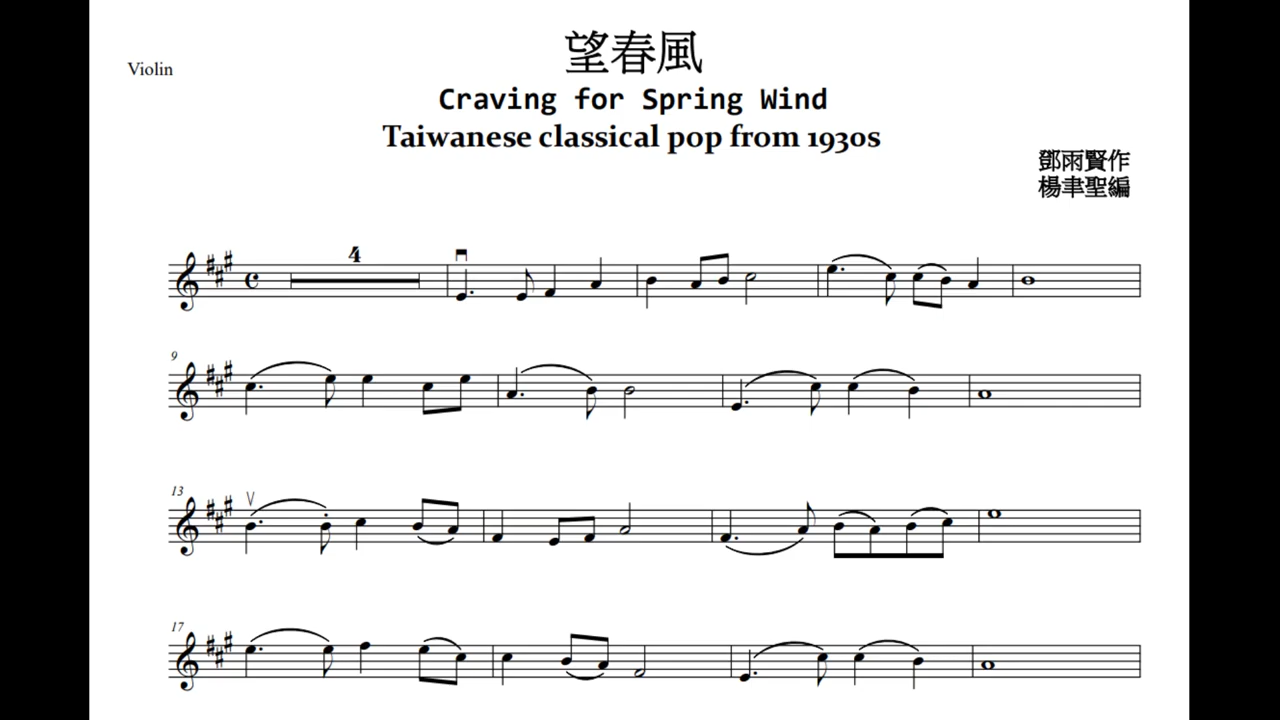 望春風
Violin
Craving for Spring Wind
Taiwanese classical pop from 1930s
鄧雨賢作
楊聿聖編
4
9
13
17